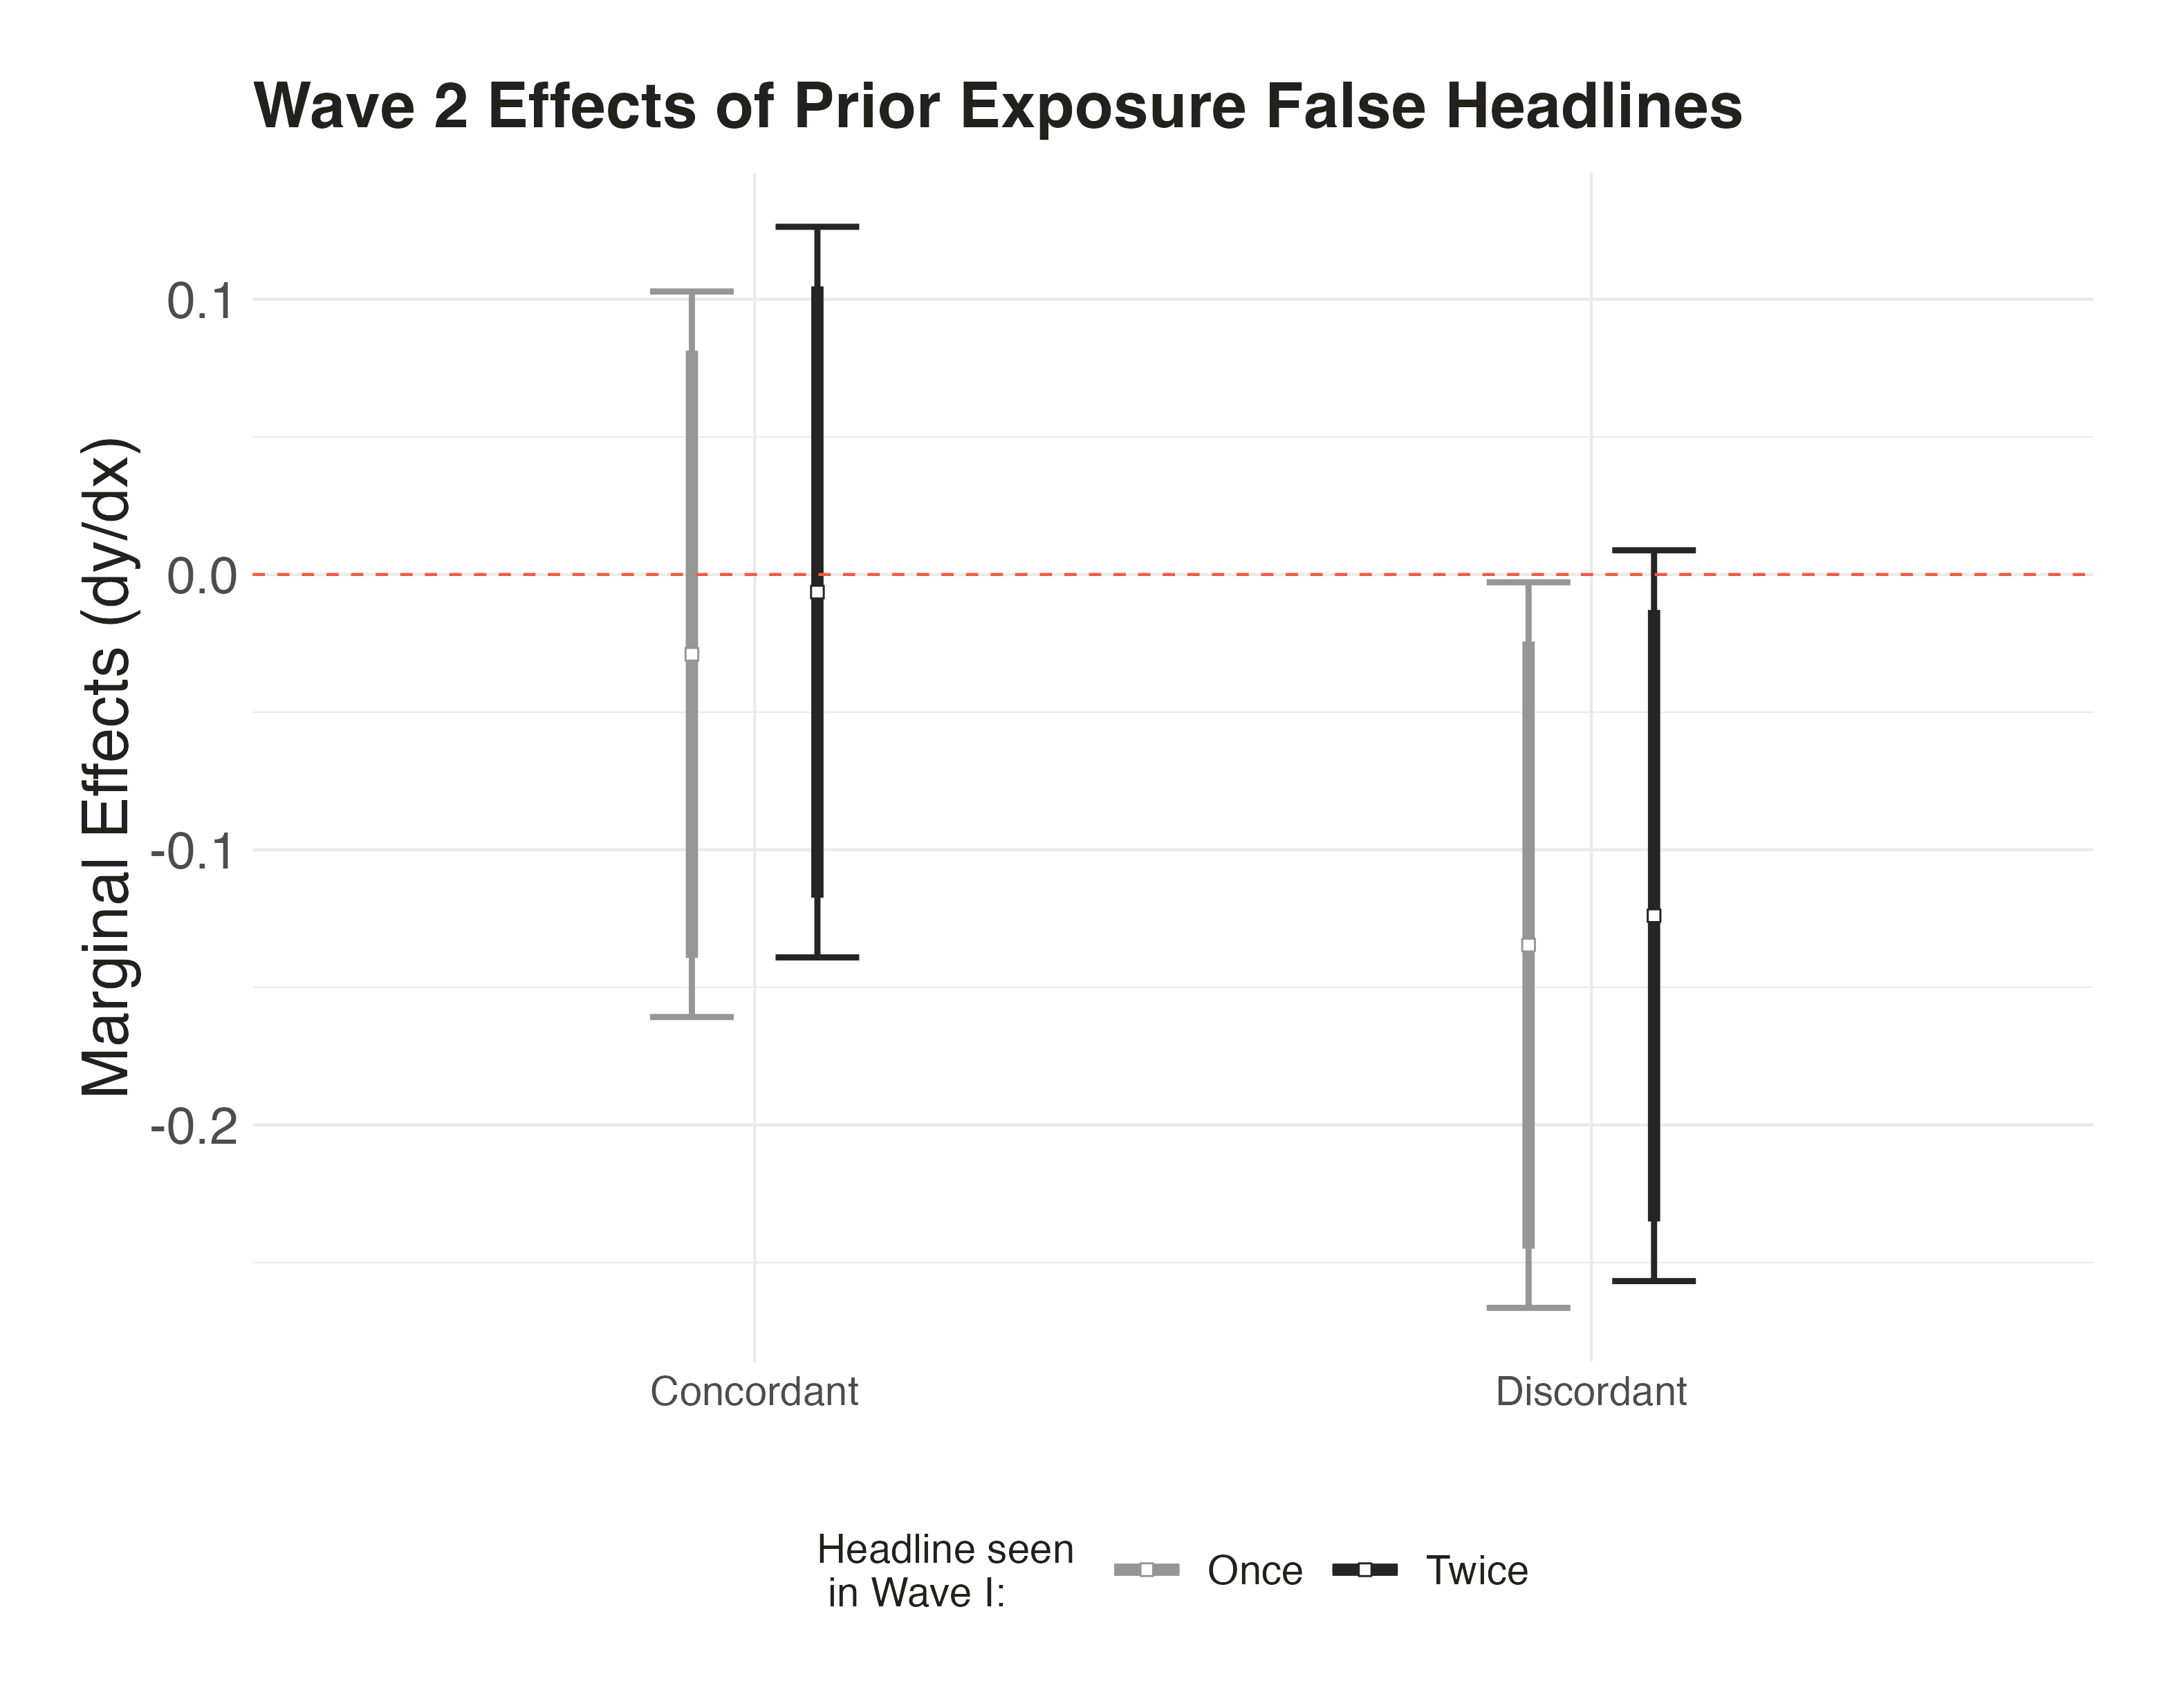 Wave 2 Effects of Prior Exposure False Headlines
Marginal Effects (dy/dx)
0.1
0.0
-0.1
-0.2
Concordant
Discordant
Headline seen
in Wave I:
Once
Twice